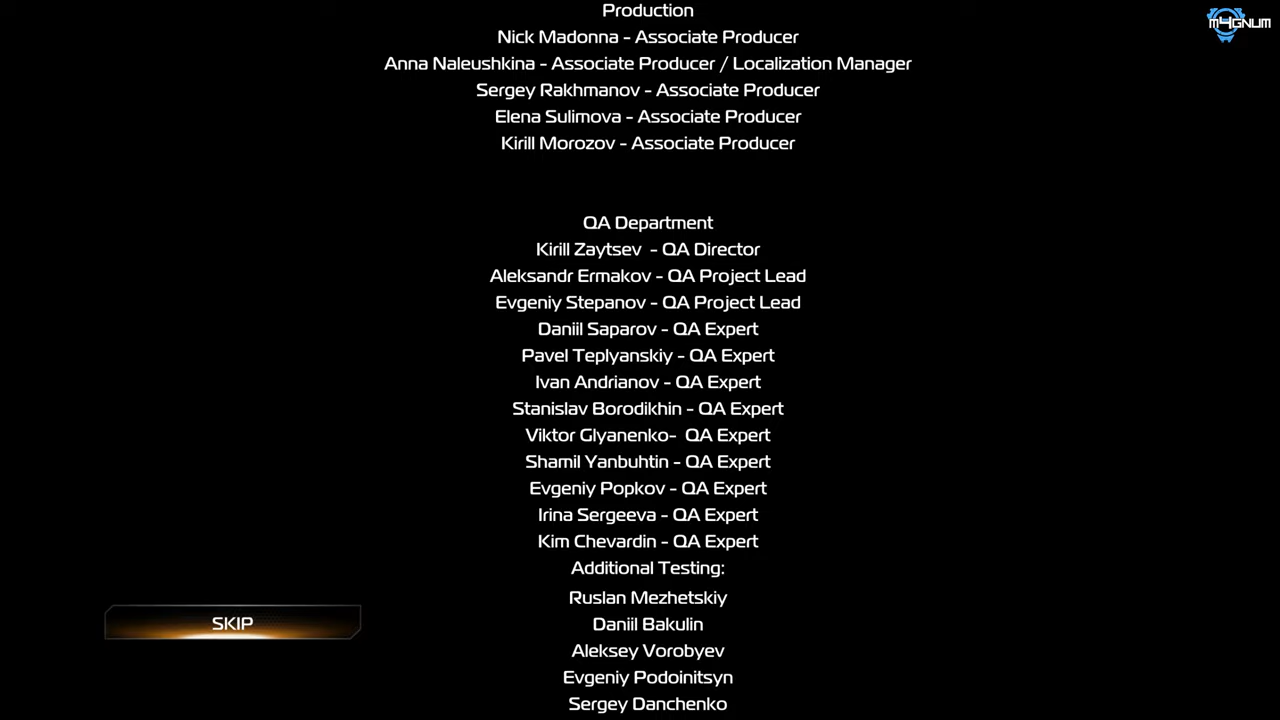 Production
M4GNUM
Nick Madonna - Associate Producer
Anna Naleushkina - Associate Producer / Localization Manager
Sergey Rakhmanov - Associate Producer
Elena Sulimova - Associate Producer
Kirill Morozov - Associate Producer
QA Department
Kirill Zaytsev  - QA Director
Aleksandr Ermakov - QA Project Lead
Evgeniy Stepanov - QA Project Lead
Daniil Saparov - QA Expert
Pavel Teplyanskiy - QA Expert
Ivan Andrianov - QA Expert
Stanislav Borodikhin - QA Expert
Viktor Glyanenko-  QA Expert
Shamil Yanbuhtin - QA Expert
Evgeniy Popkov - QA Expert
Irina Sergeeva - QA Expert
Kim Chevardin - QA Expert
Additional Testing:
Ruslan Mezhetskiy
SKIP
Daniil Bakulin
Aleksey Vorobyev
Evgeniy Podoinitsyn
Sergey Danchenko